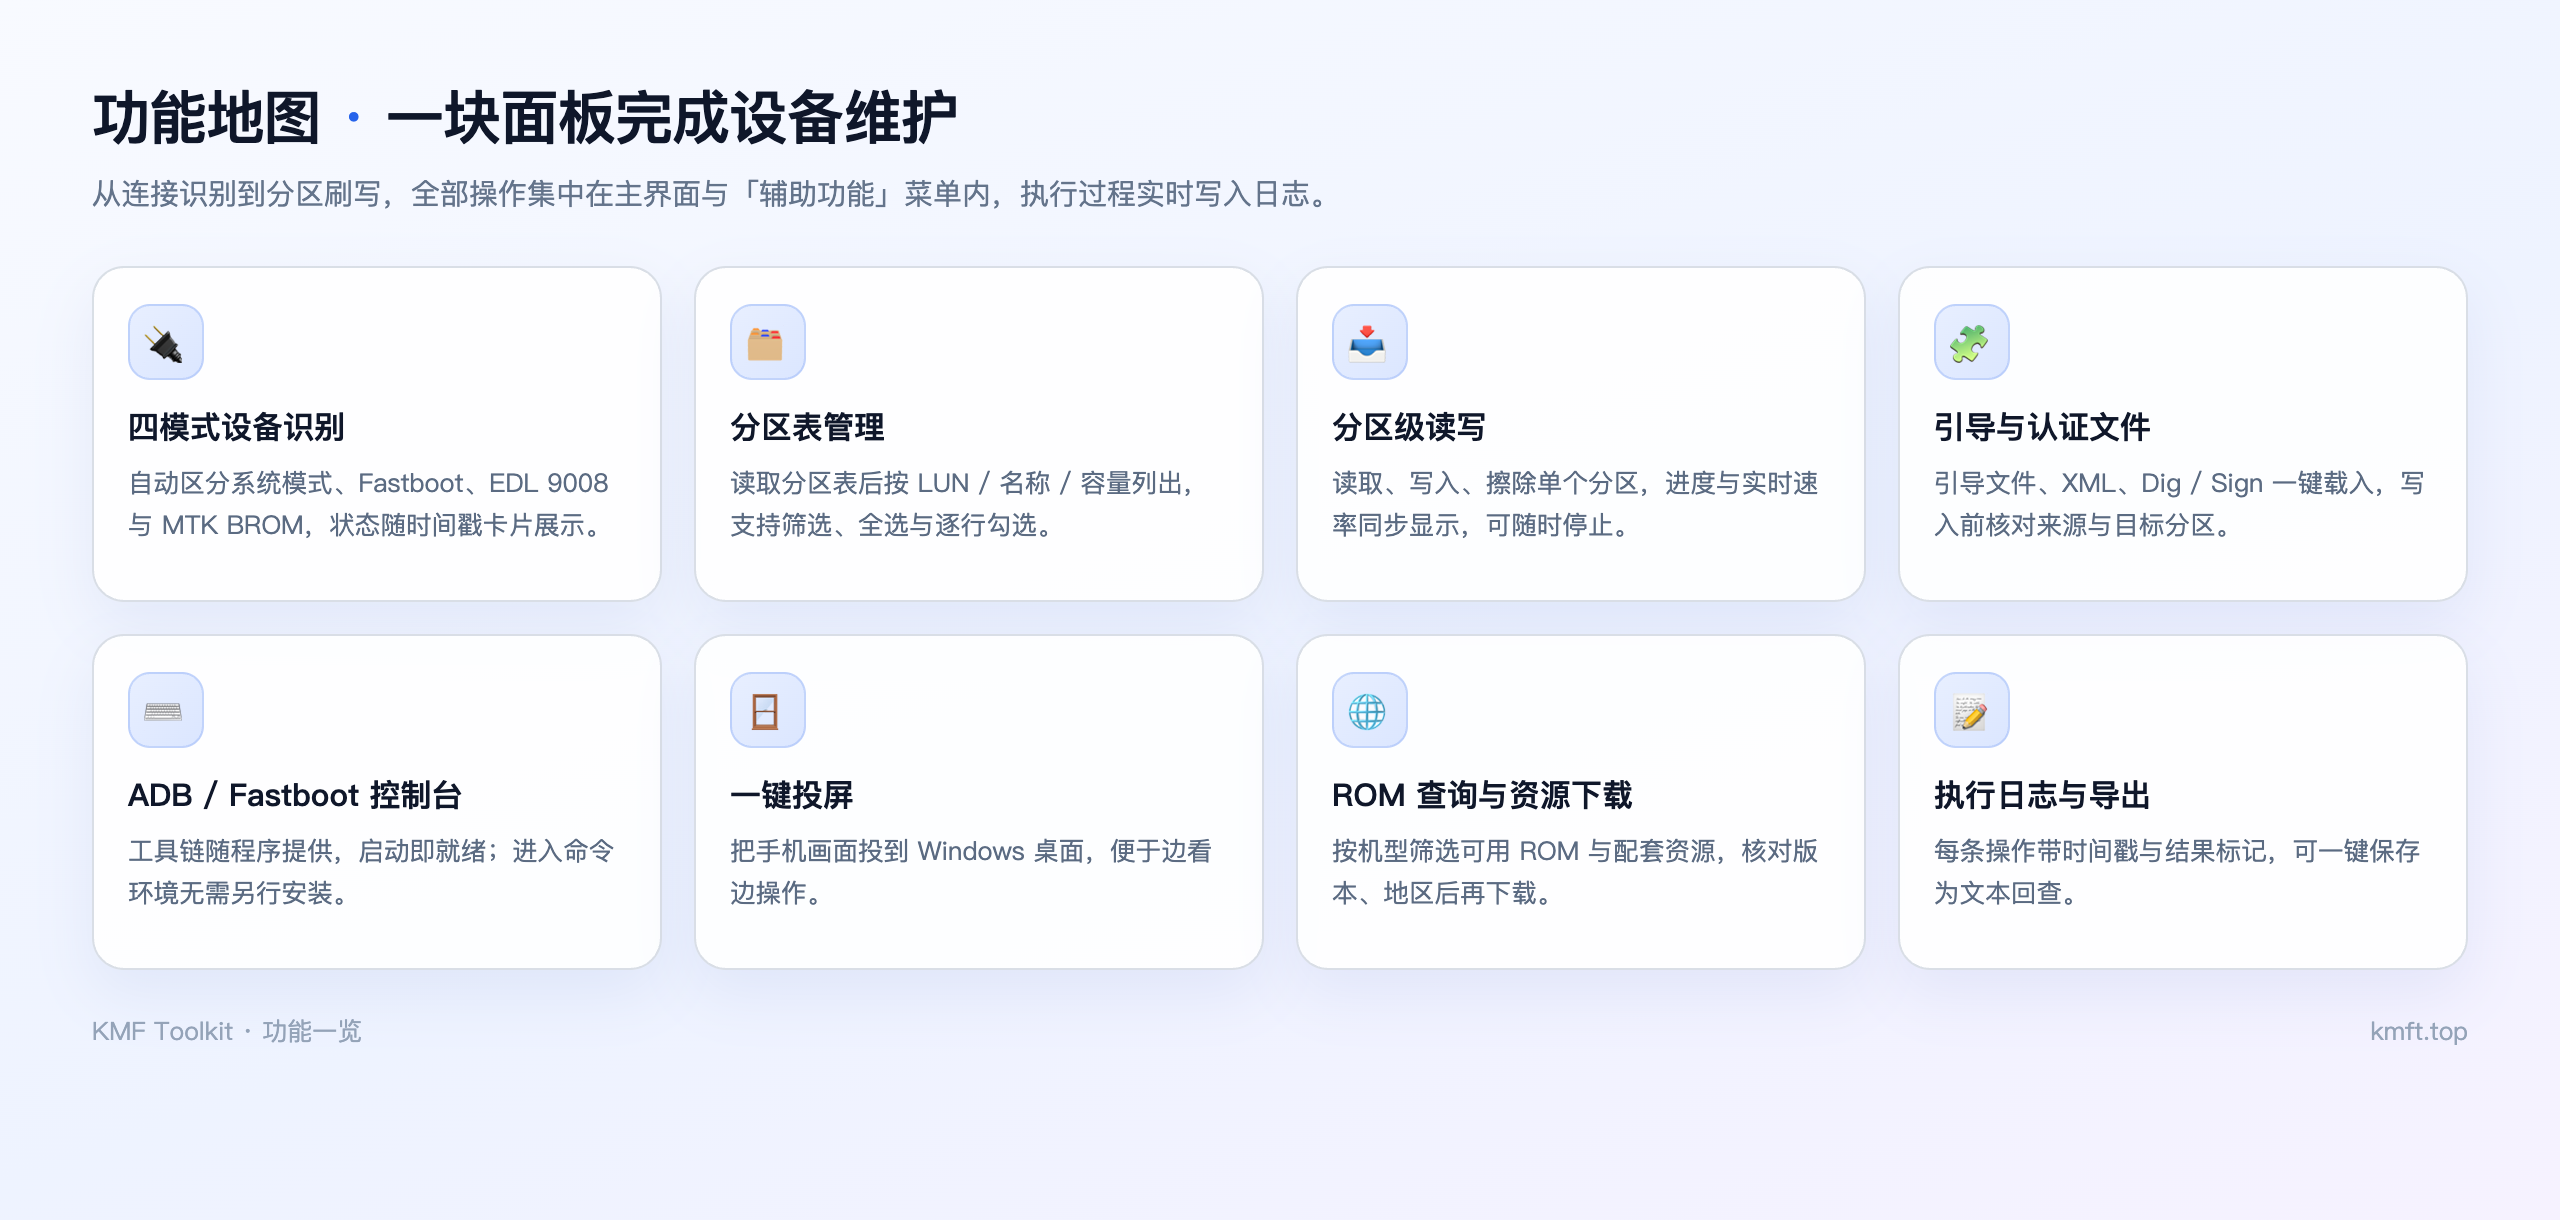 功能地图 · 一块面板完成设备维护
从连接识别到分区刷写，全部操作集中在主界面与「辅助功能」菜单内，执行过程实时写入日志。
四模式设备识别
自动区分系统模式、Fastboot、EDL 9008
与 MTK BROM，状态随时间戳卡片展示。
分区表管理
读取分区表后按 LUN / 名称 / 容量列出，
支持筛选、全选与逐行勾选。
分区级读写
读取、写入、擦除单个分区，进度与实时速
率同步显示，可随时停止。
引导与认证文件
引导文件、XML、Dig / Sign 一键载入，写
入前核对来源与目标分区。
ADB / Fastboot 控制台
工具链随程序提供，启动即就绪；进入命令
环境无需另行安装。
一键投屏
把手机画面投到 Windows 桌面，便于边看
边操作。
ROM 查询与资源下载
按机型筛选可用 ROM 与配套资源，核对版
本、地区后再下载。
执行日志与导出
每条操作带时间戳与结果标记，可一键保存
为文本回查。
KMF Toolkit · 功能一览
kmft.top